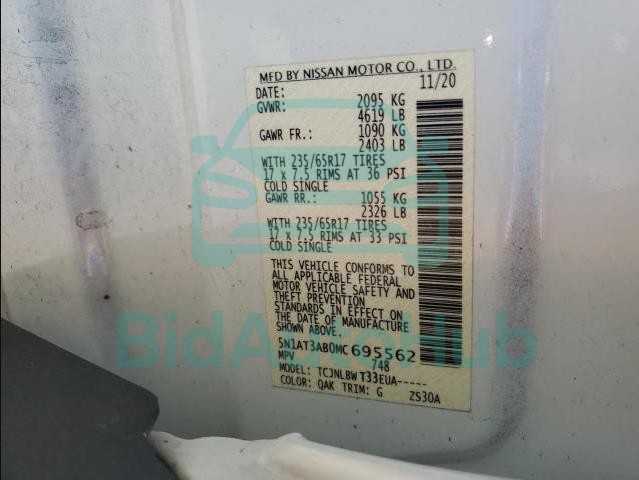 MFD BY NISSAN MOTOR CO., LTD.
DATE: 11/20
GVWR: 2095 KG
4619 LB
GAWR FR.: 1090 KG
2403 LB
WITH 235/65R17 TIRES
17 x 7.5 RIMS AT 36 PSI
COLD SINGLE
GAWR RR.: 1055 KG
2326 LB
WITH 235/65R17 TIRES
17 x 7.5 RIMS AT 33 PSI
COLD SINGLE
THIS VEHICLE CONFORMS TO
ALL APPLICABLE FEDERAL
MOTOR VEHICLE SAFETY AND
THEFT PREVENTION
STANDARDS IN EFFECT ON
THE DATE OF MANUFACTURE
SHOWN ABOVE.
5N1AT3AB0MC695562
MPV 748
MODEL: TCJNLBW T33EUA-----
COLOR: QAK TRIM: G ZS30A
BidAutoHub